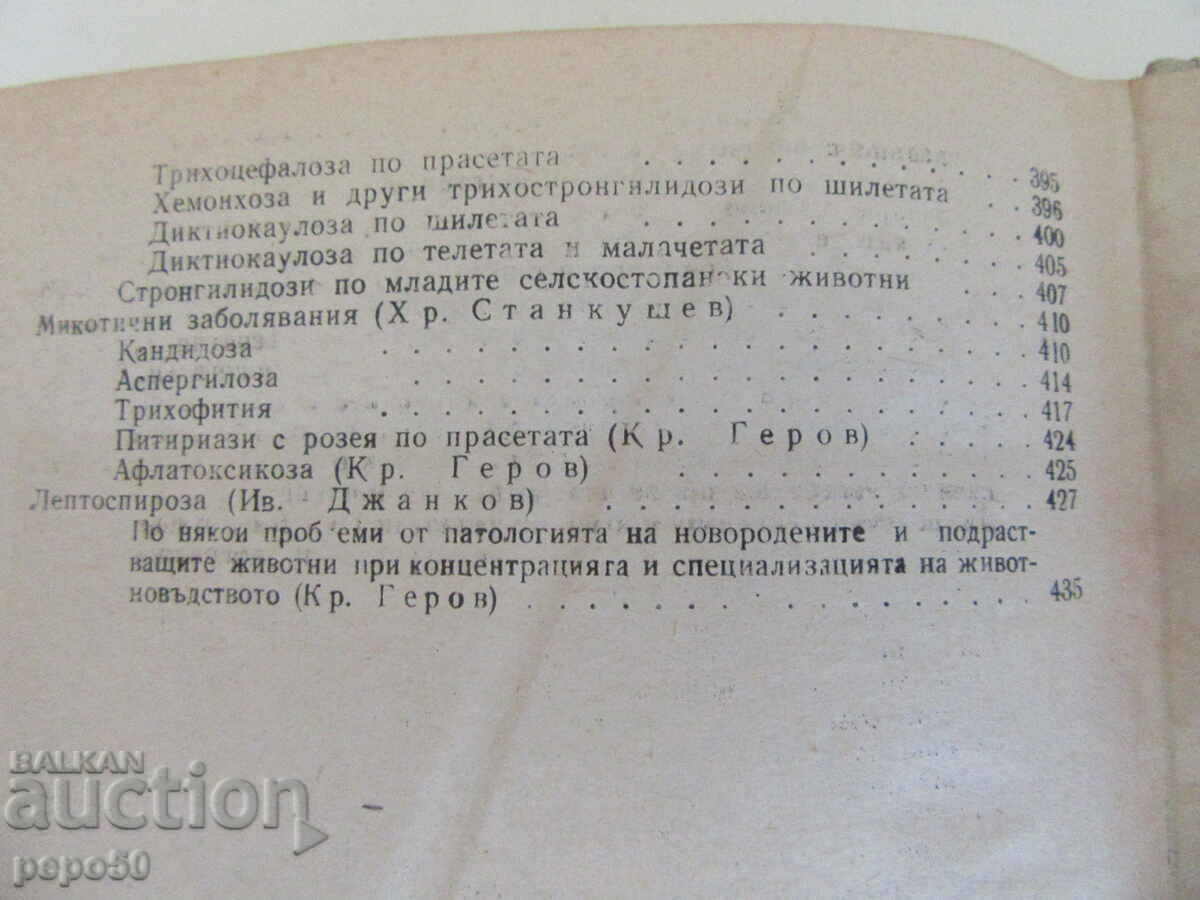 Трихоцефалоза по прасетата . . . . . . . . . . . . 395
Хемонхоза и други трихостронгилидози по шилетата . . 396
Диктиокаулоза по шилетата . . . . . . . . . . . . 400
Диктиокаулоза по телетата и малачетата . . . . . . . 405
Стронгилидози по младите селскостопански животни . . . 407
Микотични заболявания (Хр. Станкушев) . . . . . . . . 410
Кандидоза . . . . . . . . . . . . . . . . . . . 410
Аспергилоза . . . . . . . . . . . . . . . . . . 414
Трихофития . . . . . . . . . . . . . . . . . . . 417
Питириази с розея по прасетата (Кр. Геров) . . . . . 424
Афлатоксикоза (Кр. Геров) . . . . . . . . . . . . 425
Лептоспироза (Ив. Джанков) . . . . . . . . . . . . 427
По някои проб еми от патологията на новородените и подраст-
ващите животни при концентрацията и специализацията на живот-
новъдството (Кр. Геров) . . . . . . . . . . . . . . 435
BALKAN
auction
pepo50